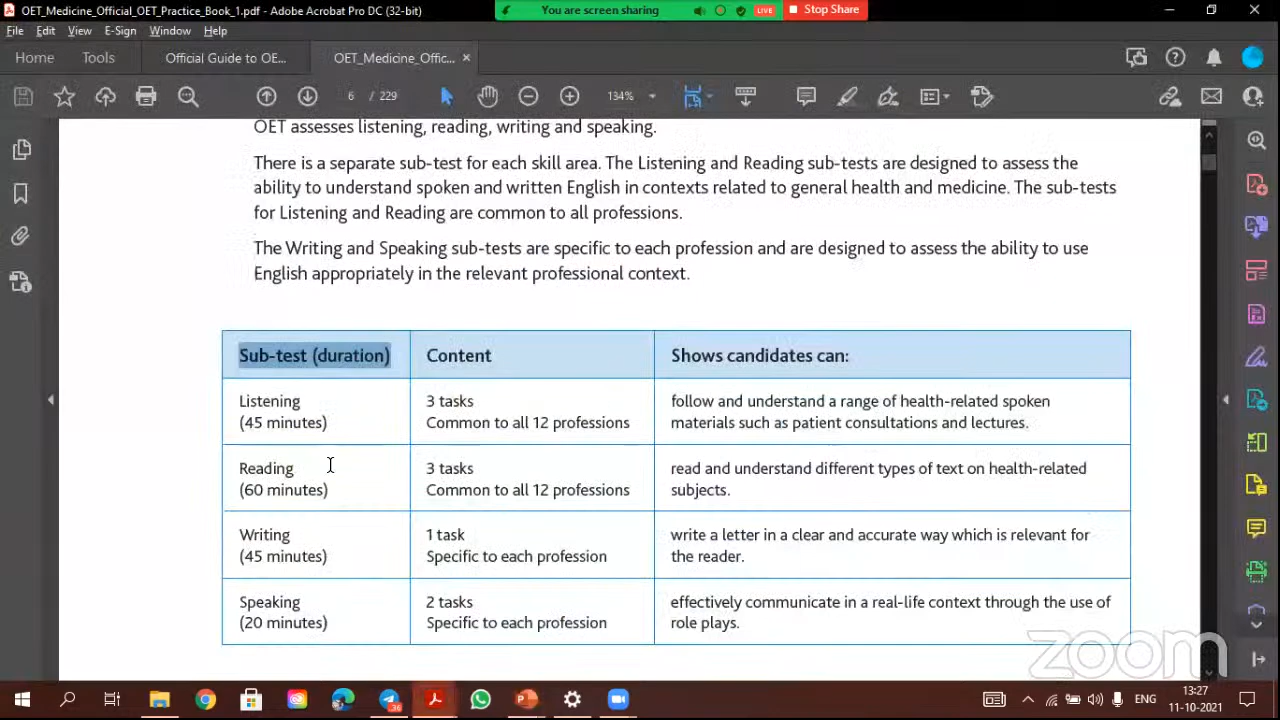 OET_Medicine_Official_OET_Practice_Book_1.pdf - Adobe Acrobat Pro DC (32-bit)
You are screen sharing
LIVE
Stop Share
File Edit View E-Sign Window Help
Home Tools Official Guide to OE... OET_Medicine_Offic...
6 / 229
134%
OET assesses listening, reading, writing and speaking.
There is a separate sub-test for each skill area. The Listening and Reading sub-tests are designed to assess the
ability to understand spoken and written English in contexts related to general health and medicine. The sub-tests
for Listening and Reading are common to all professions.
The Writing and Speaking sub-tests are specific to each profession and are designed to assess the ability to use
English appropriately in the relevant professional context.
Sub-test (duration) Content Shows candidates can:
Listening 3 tasks follow and understand a range of health-related spoken
(45 minutes) Common to all 12 professions materials such as patient consultations and lectures.
Reading 3 tasks read and understand different types of text on health-related
(60 minutes) Common to all 12 professions subjects.
Writing 1 task write a letter in a clear and accurate way which is relevant for
(45 minutes) Specific to each profession the reader.
Speaking 2 tasks effectively communicate in a real-life context through the use of
(20 minutes) Specific to each profession role plays.
zoom
ENG
13:27
11-10-2021